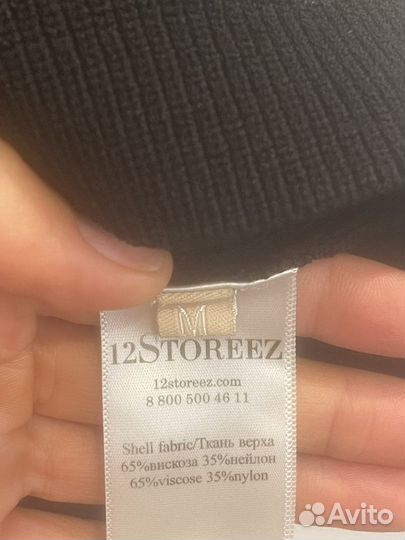 M
12STOREEZ
12storeez.com
8 800 500 46 11
Shell fabric/Ткань верха
65%вискоза 35%нейлон
65%viscose 35%nylon
Avito